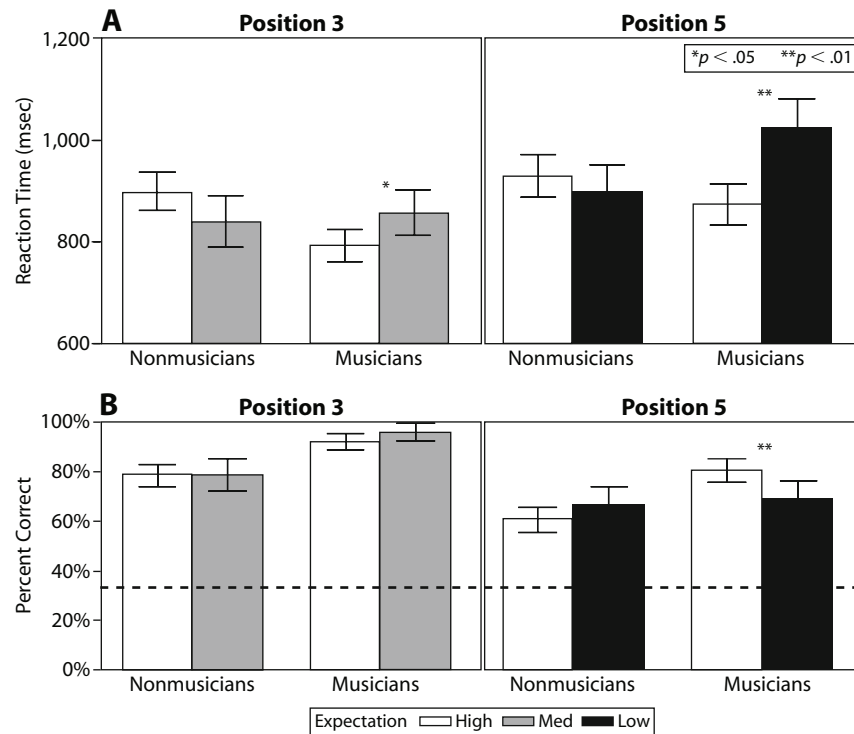 A
Position 3
Position 5
*p < .05 **p < .01
Reaction Time (msec)
1,200
1,000
800
600
**
*
Nonmusicians Musicians
Nonmusicians Musicians
B
Position 3
Position 5
Percent Correct
100%
80%
60%
40%
20%
0%
**
Nonmusicians Musicians
Nonmusicians Musicians
Expectation High Med Low